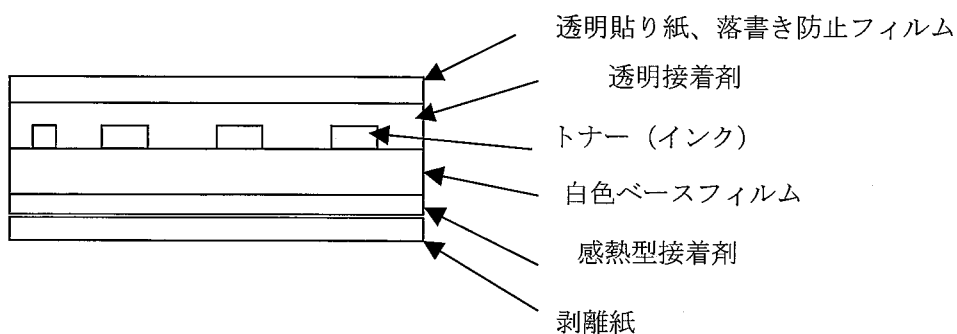 透明貼り紙、落書き防止フィルム
透明接着剤
トナー（インク）
白色ベースフィルム
感熱型接着剤
剥離紙